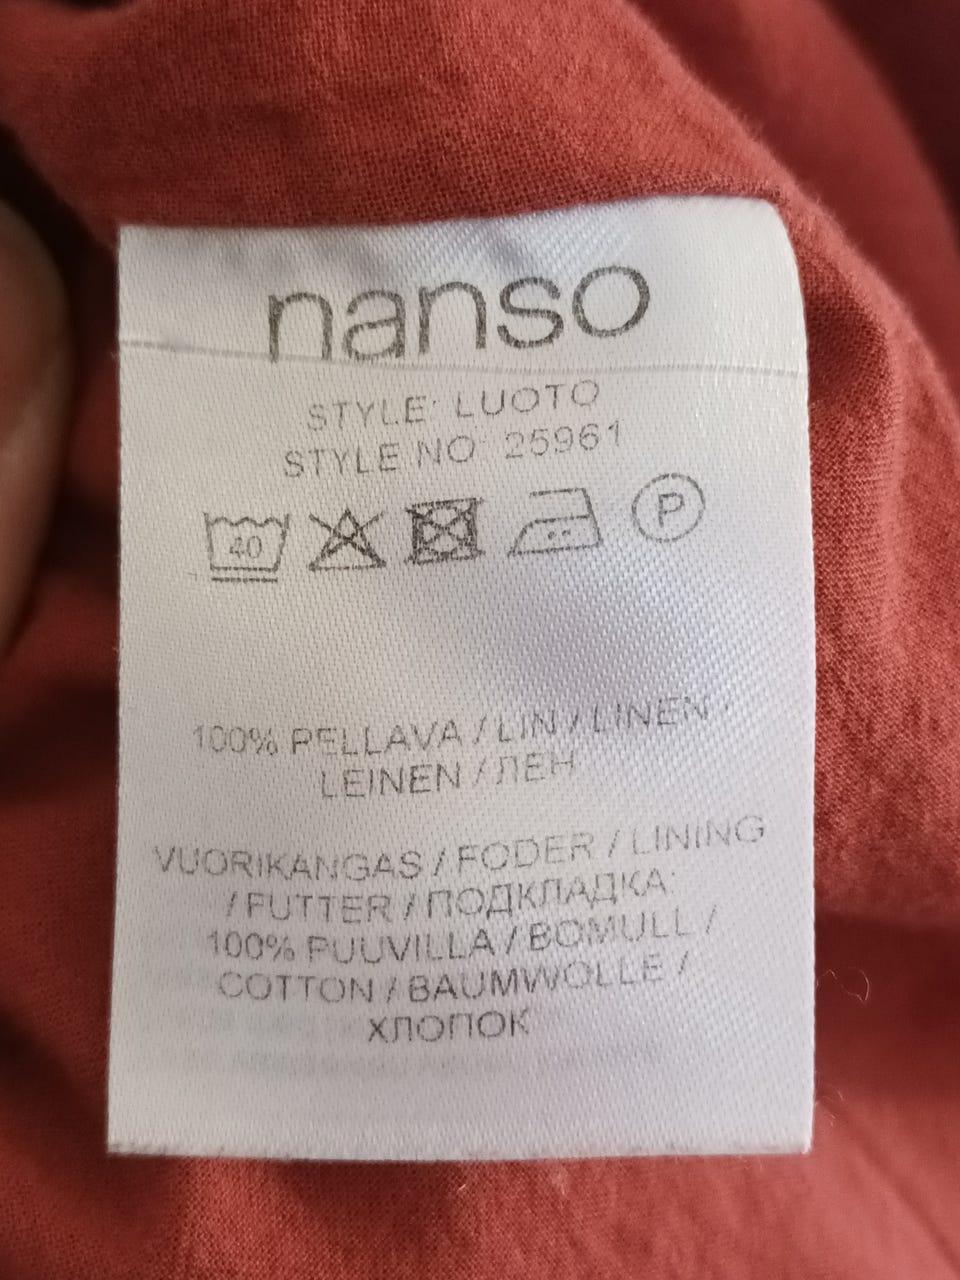 nanso
STYLE: LUOTO
STYLE NO: 25961
40 P
100% PELLAVA / LIN / LINEN /
LEINEN / ЛЕН
VUORIKANGAS / FODER / LINING
/ FUTTER / ПОДКЛАДКА:
100% PUUVILLA / BOMULL /
COTTON / BAUMWOLLE /
ХЛОПОК